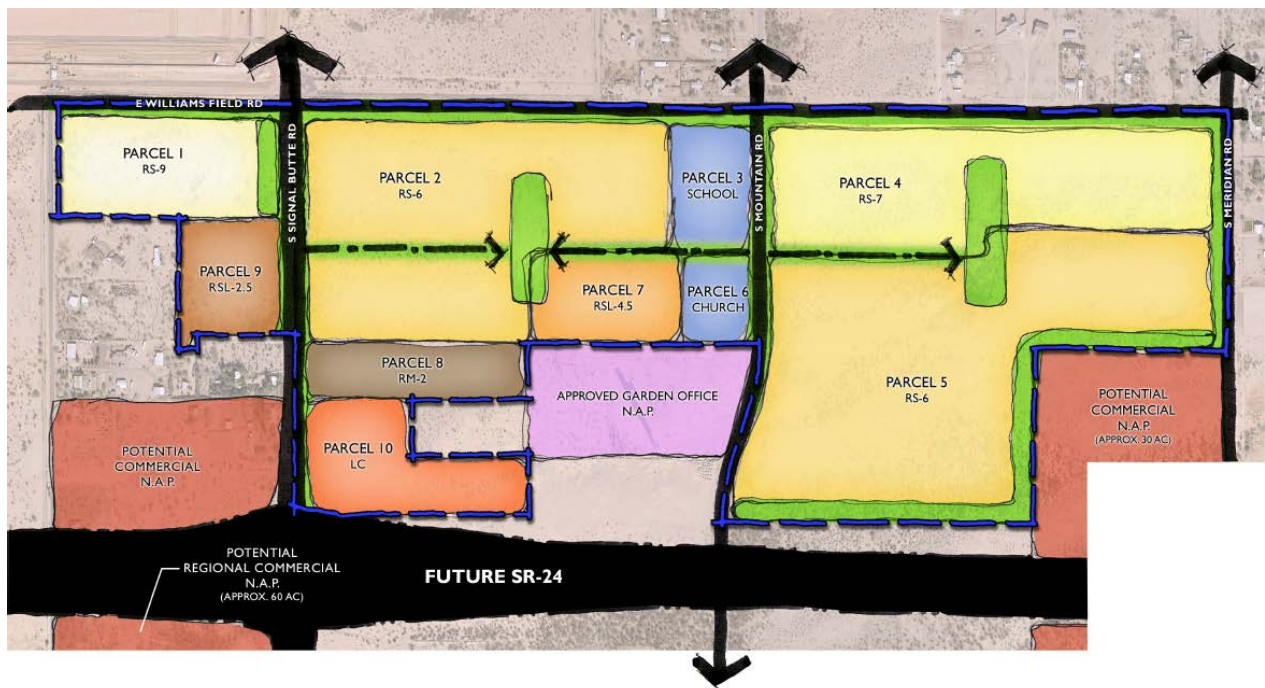 E WILLIAMS FIELD RD
S SIGNAL BUTTE RD
S MOUNTAIN RD
S MERIDIAN RD
PARCEL 1
RS-9
PARCEL 2
RS-6
PARCEL 3
SCHOOL
PARCEL 4
RS-7
PARCEL 9
RSL-2.5
PARCEL 7
RSL-4.5
PARCEL 6
CHURCH
PARCEL 8
RM-2
APPROVED GARDEN OFFICE
N.A.P.
PARCEL 5
RS-6
POTENTIAL
COMMERCIAL
N.A.P.
(APPROX. 30 AC)
POTENTIAL
COMMERCIAL
N.A.P.
PARCEL 10
LC
POTENTIAL
REGIONAL COMMERCIAL
N.A.P.
(APPROX. 60 AC)
FUTURE SR-24